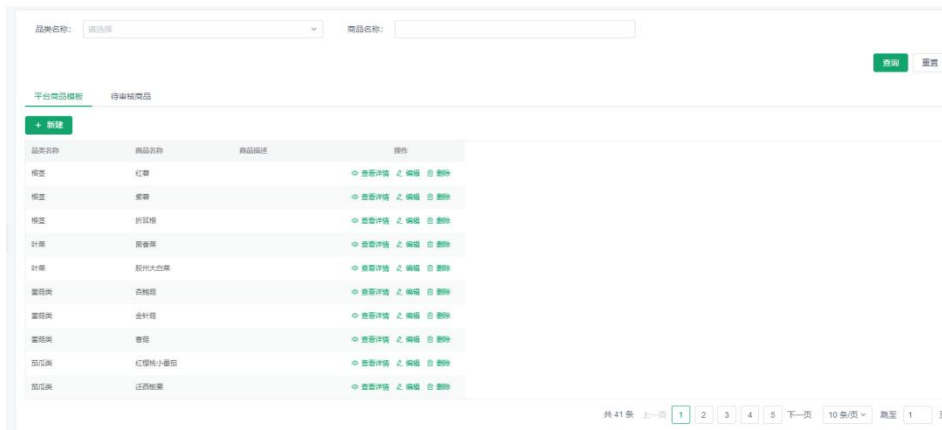 品类名称: 请选择 商品名称:
查询 重置
平台商品模板 待审核商品
+ 新建
品类名称 商品名称 商品描述 操作
根茎 红薯 查看详情 编辑 删除
根茎 紫薯 查看详情 编辑 删除
根茎 折耳根 查看详情 编辑 删除
叶菜 茴香菜 查看详情 编辑 删除
叶菜 胶州大白菜 查看详情 编辑 删除
菌菇类 杏鲍菇 查看详情 编辑 删除
菌菇类 金针菇 查看详情 编辑 删除
菌菇类 香菇 查看详情 编辑 删除
茄瓜类 红樱桃小番茄 查看详情 编辑 删除
茄瓜类 迁西板栗 查看详情 编辑 删除
共 41 条 上一页 1 2 3 4 5 下一页 10 条/页 跳至 1